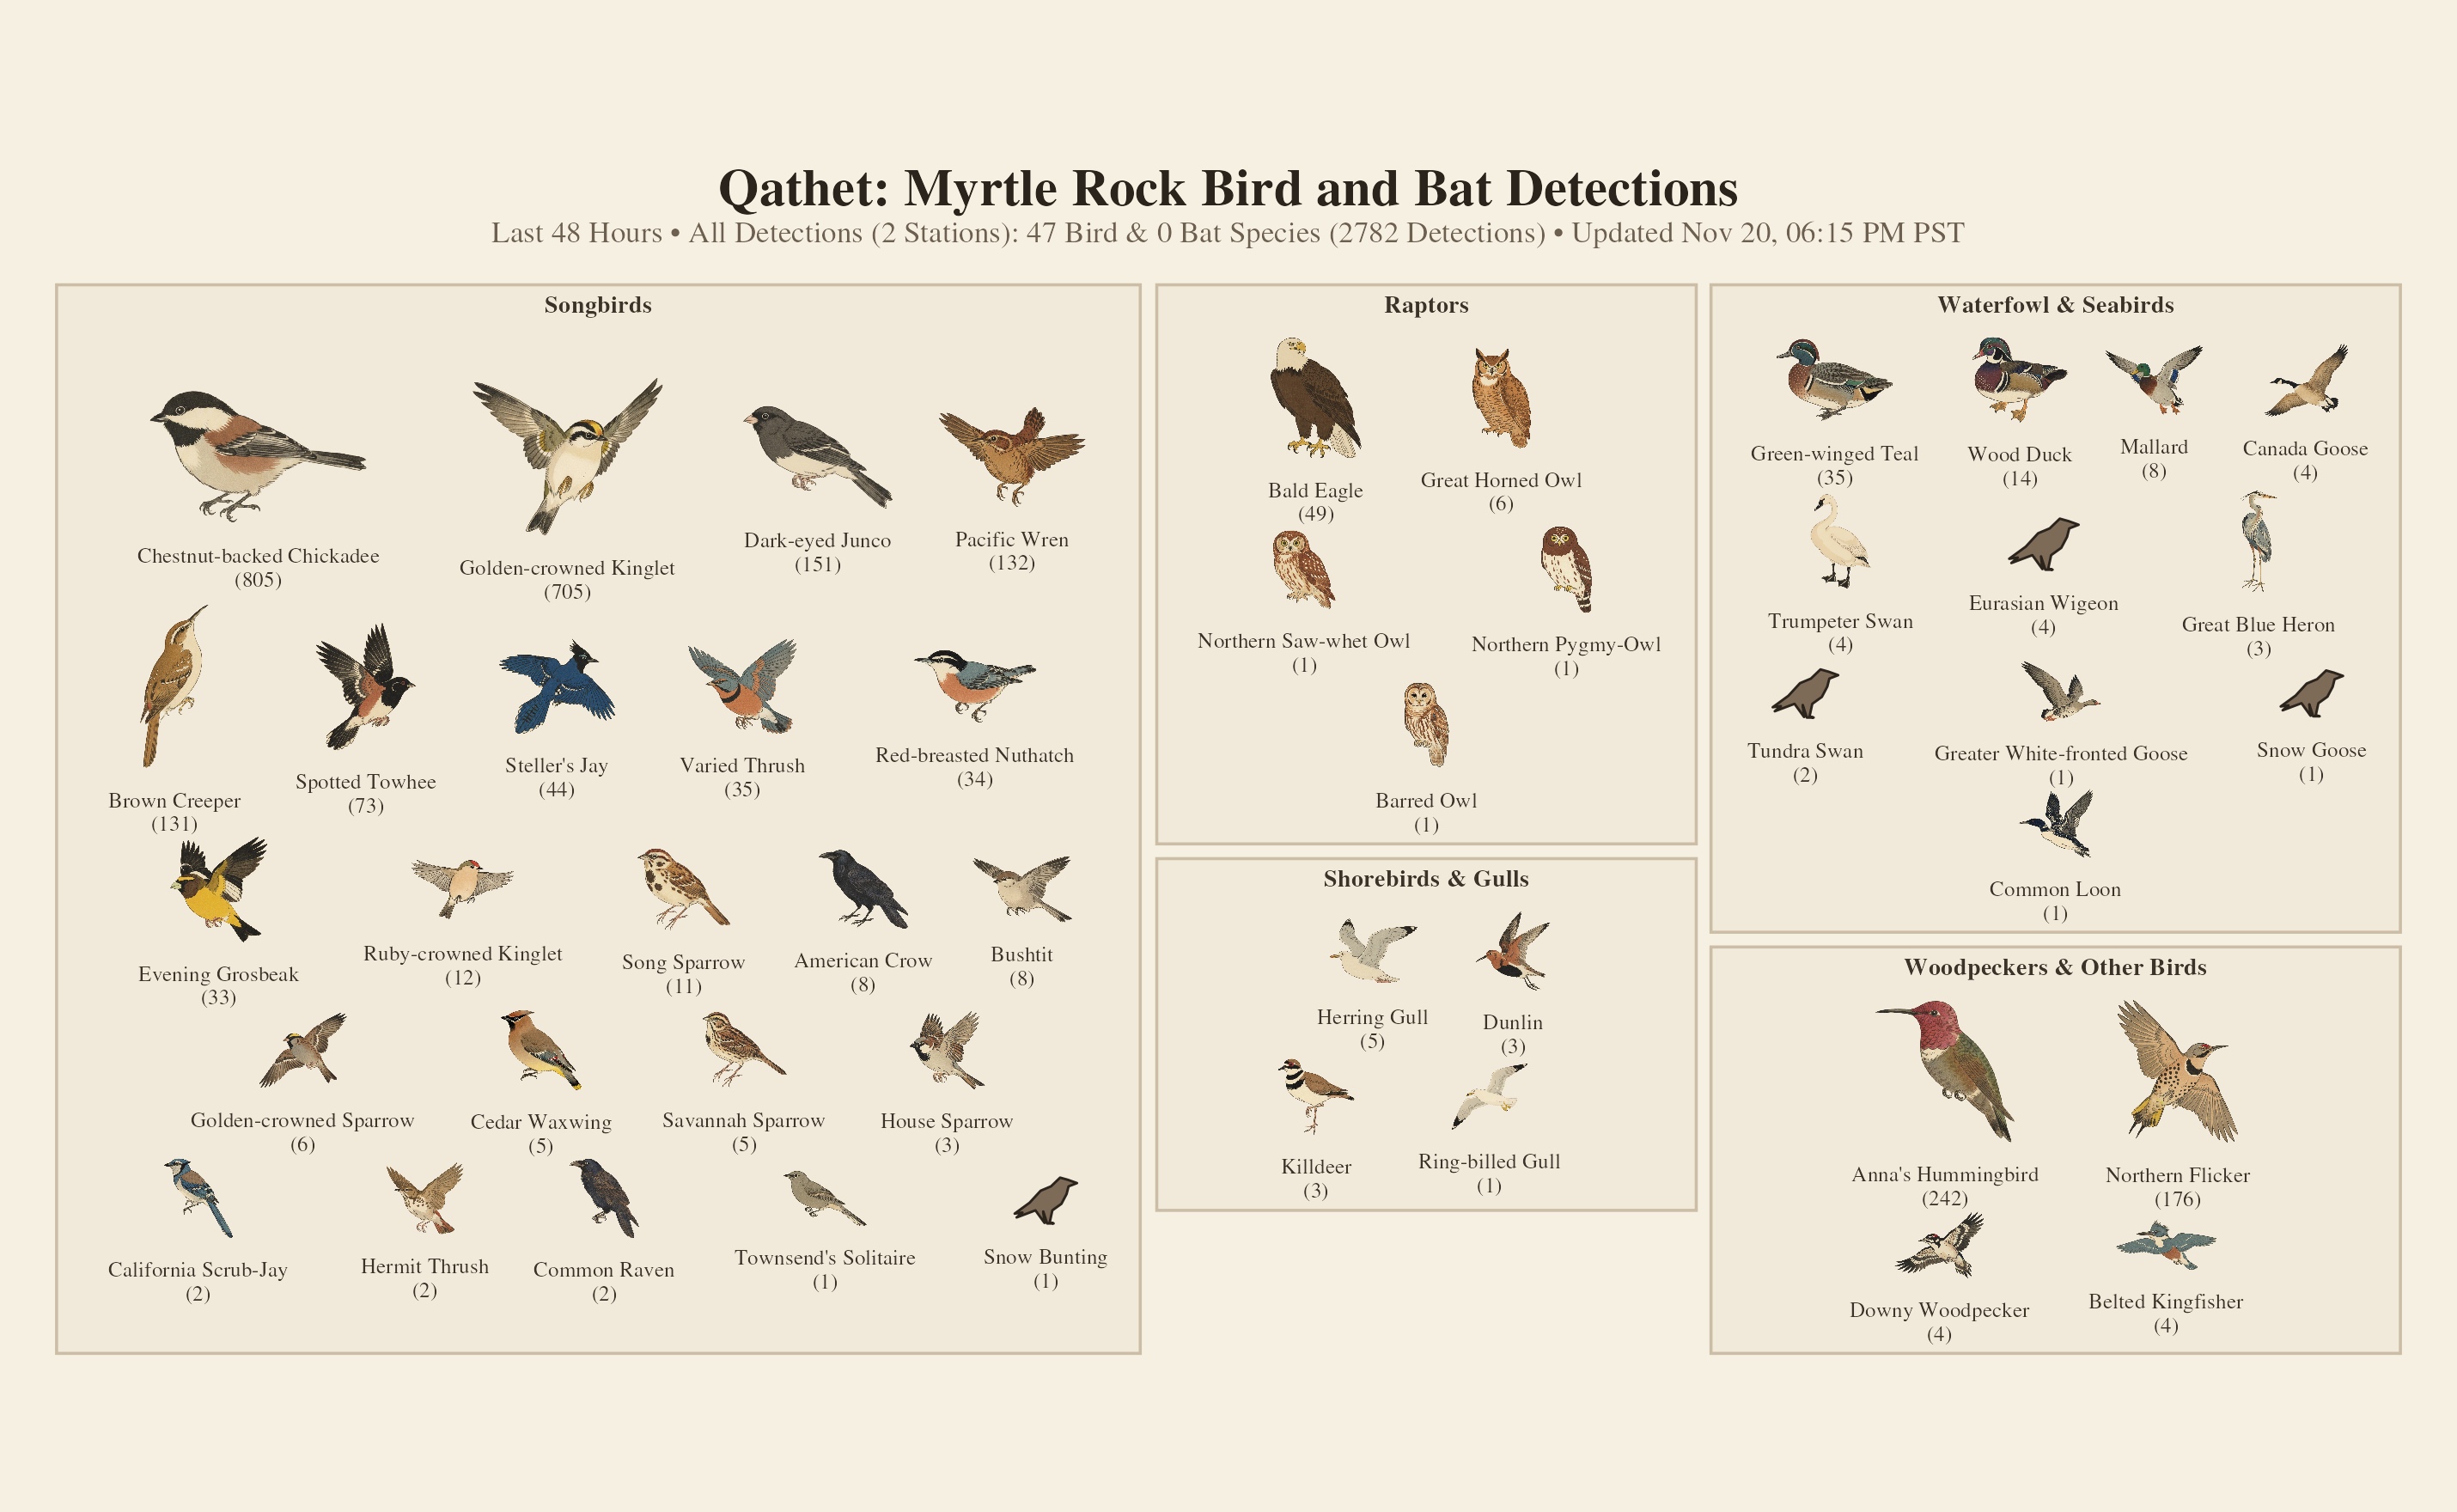 Qathet: Myrtle Rock Bird and Bat Detections
Last 48 Hours • All Detections (2 Stations): 47 Bird & 0 Bat Species (2782 Detections) • Updated Nov 20, 06:15 PM PST
Songbirds
Chestnut-backed Chickadee
(805)
Golden-crowned Kinglet
(705)
Dark-eyed Junco
(151)
Pacific Wren
(132)
Brown Creeper
(131)
Spotted Towhee
(73)
Steller's Jay
(44)
Varied Thrush
(35)
Red-breasted Nuthatch
(34)
Evening Grosbeak
(33)
Ruby-crowned Kinglet
(12)
Song Sparrow
(11)
American Crow
(8)
Bushtit
(8)
Golden-crowned Sparrow
(6)
Cedar Waxwing
(5)
Savannah Sparrow
(5)
House Sparrow
(3)
California Scrub-Jay
(2)
Hermit Thrush
(2)
Common Raven
(2)
Townsend's Solitaire
(1)
Snow Bunting
(1)
Raptors
Bald Eagle
(49)
Great Horned Owl
(6)
Northern Saw-whet Owl
(1)
Northern Pygmy-Owl
(1)
Barred Owl
(1)
Shorebirds & Gulls
Herring Gull
(5)
Dunlin
(3)
Killdeer
(3)
Ring-billed Gull
(1)
Waterfowl & Seabirds
Green-winged Teal
(35)
Wood Duck
(14)
Mallard
(8)
Canada Goose
(4)
Trumpeter Swan
(4)
Eurasian Wigeon
(4)
Great Blue Heron
(3)
Tundra Swan
(2)
Greater White-fronted Goose
(1)
Snow Goose
(1)
Common Loon
(1)
Woodpeckers & Other Birds
Anna's Hummingbird
(242)
Northern Flicker
(176)
Downy Woodpecker
(4)
Belted Kingfisher
(4)